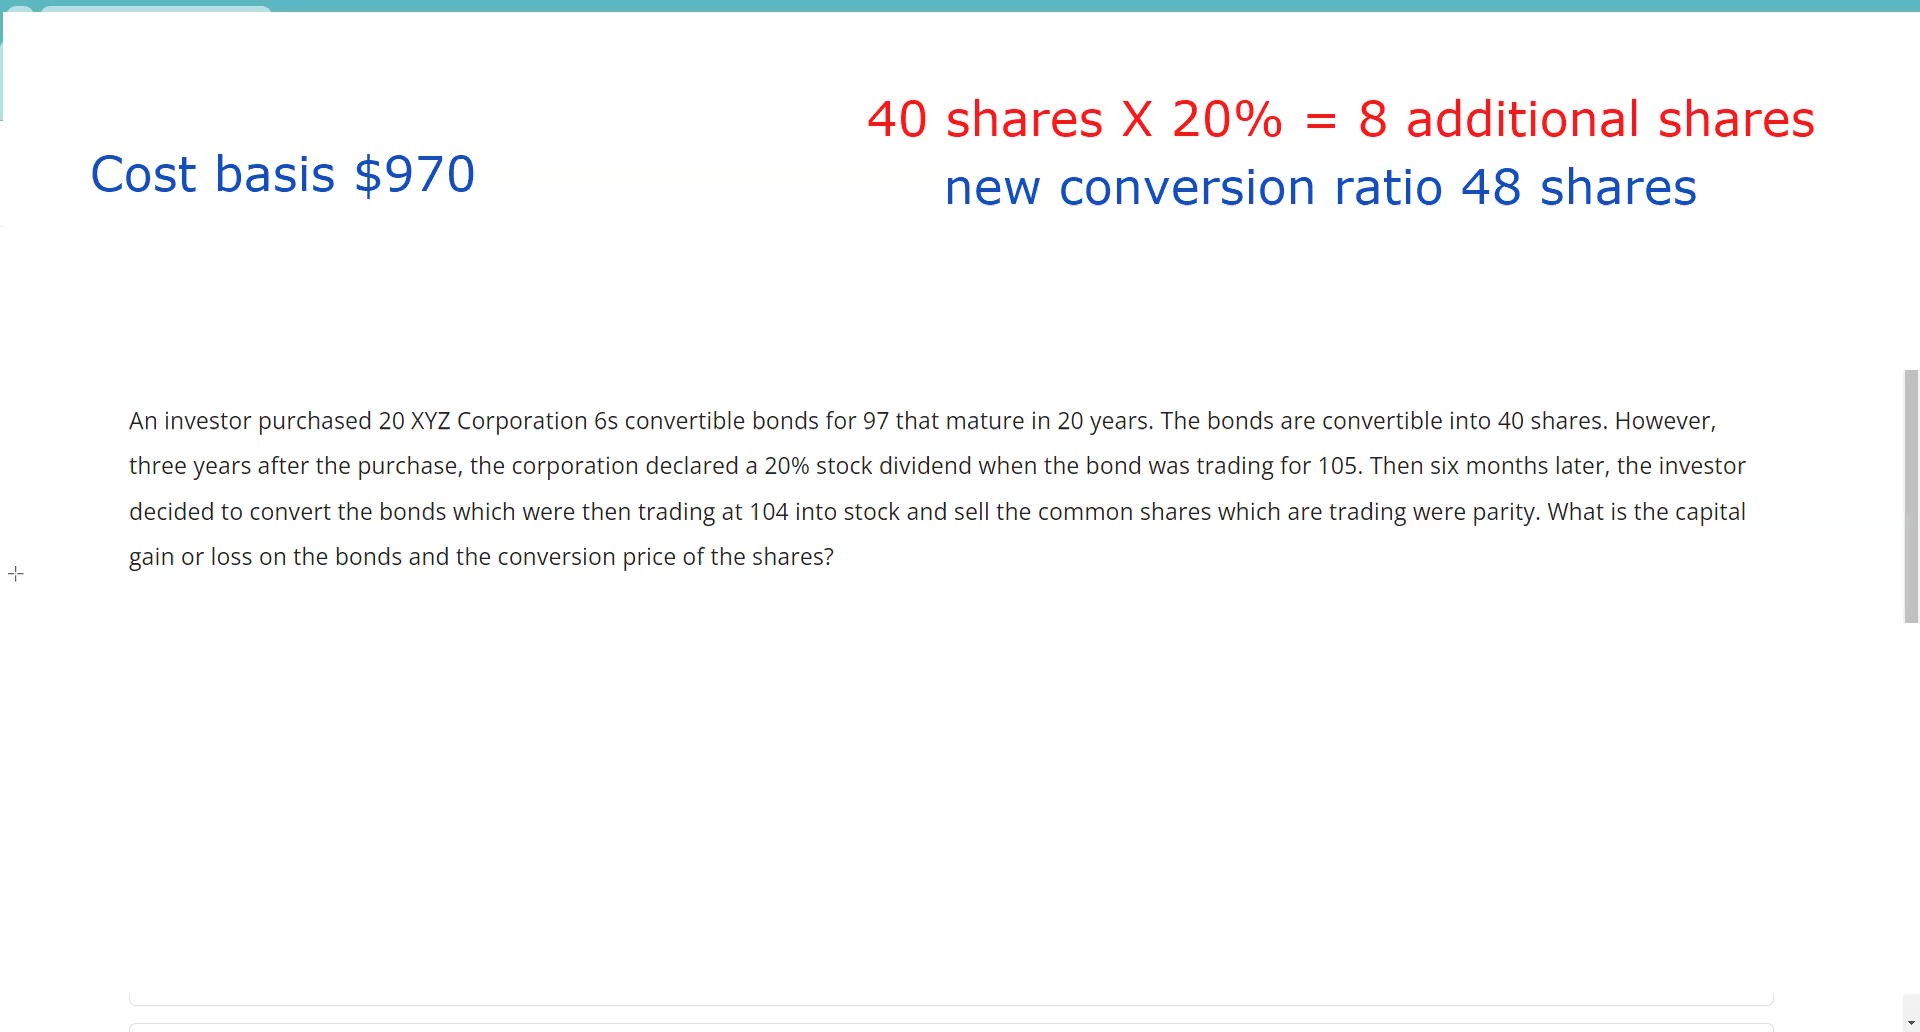 40 shares X 20% = 8 additional shares
Cost basis $970
new conversion ratio 48 shares
An investor purchased 20 XYZ Corporation 6s convertible bonds for 97 that mature in 20 years. The bonds are convertible into 40 shares. However,
three years after the purchase, the corporation declared a 20% stock dividend when the bond was trading for 105. Then six months later, the investor
decided to convert the bonds which were then trading at 104 into stock and sell the common shares which are trading were parity. What is the capital
gain or loss on the bonds and the conversion price of the shares?